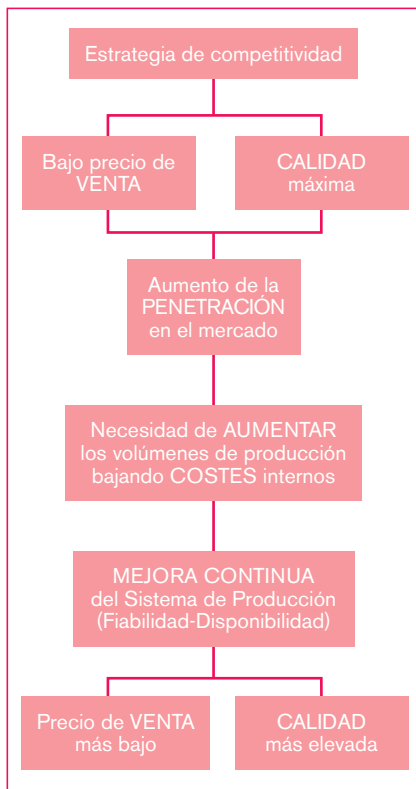 Estrategia de competitividad
Bajo precio de
VENTA
CALIDAD
máxima
Aumento de la
PENETRACIÓN
en el mercado
Necesidad de AUMENTAR
los volúmenes de producción
bajando COSTES internos
MEJORA CONTINUA
del Sistema de Producción
(Fiabilidad-Disponibilidad)
Precio de VENTA
más bajo
CALIDAD
más elevada